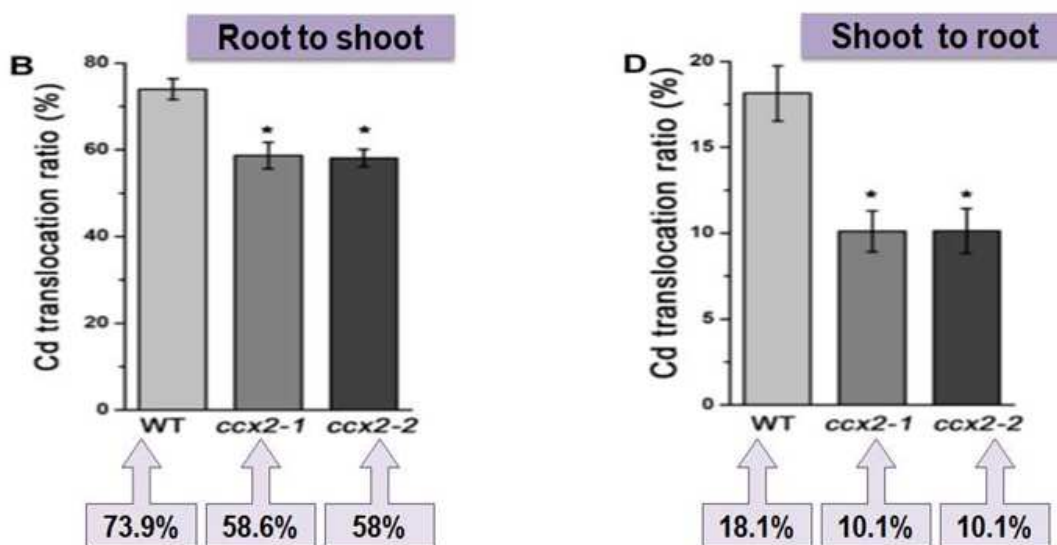 B
Root to shoot
Cd translocation ratio (%)
80
60
40
20
0
WT ccx2-1 ccx2-2
73.9% 58.6% 58%
D
Shoot to root
Cd translocation ratio (%)
20
15
10
5
0
WT ccx2-1 ccx2-2
18.1% 10.1% 10.1%